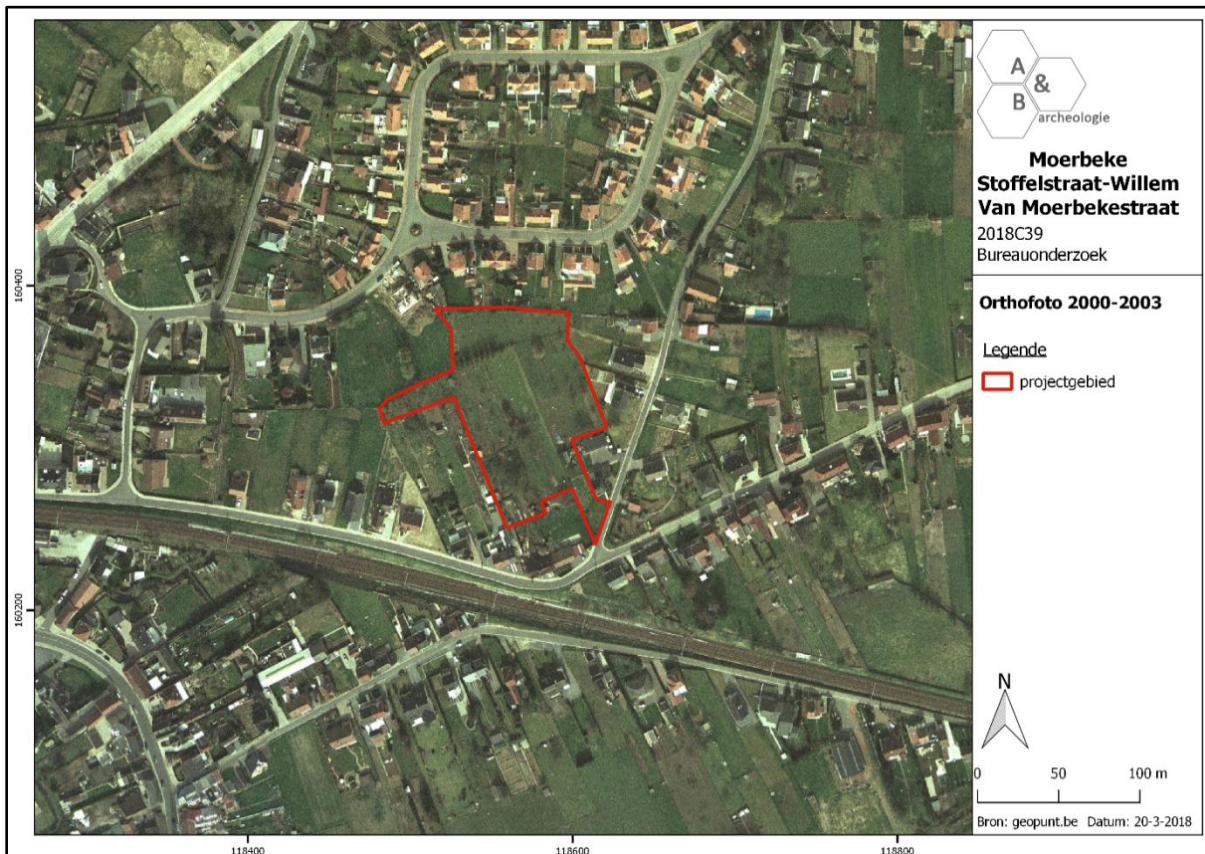 A
&
B
archeologie
Moerbeke
Stoffelstraat-Willem
Van Moerbekestraat
2018C39
Bureauonderzoek
Orthofoto 2000-2003
Legende
projectgebied
N
0 50 100 m
Bron: geopunt.be Datum: 20-3-2018
160400
160200
118400 118600 118800